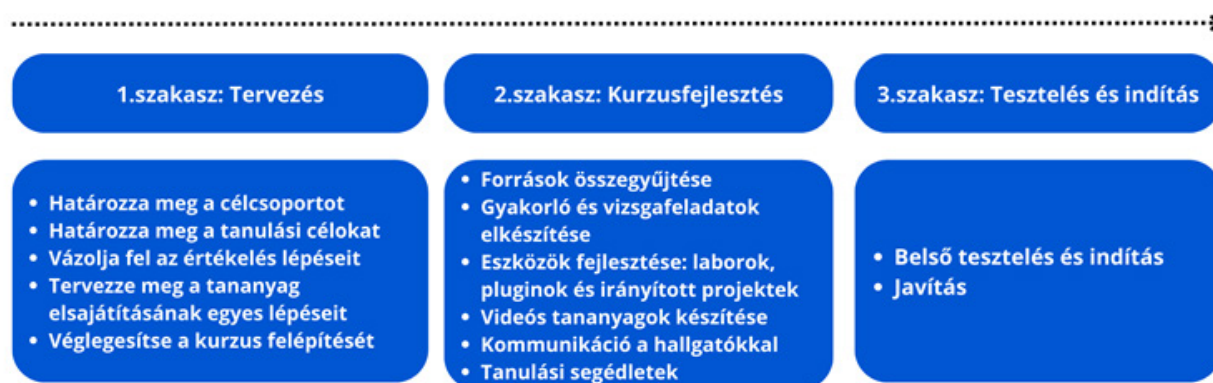 1.szakasz: Tervezés
2.szakasz: Kurzusfejlesztés
3.szakasz: Tesztelés és indítás
• Határozza meg a célcsoportot
• Határozza meg a tanulási célokat
• Vázolja fel az értékelés lépéseit
• Tervezze meg a tananyag
elsajátításának egyes lépéseit
• Véglegesítse a kurzus felépítését
• Források összegyűjtése
• Gyakorló és vizsgafeladatok
elkészítése
• Eszközök fejlesztése: laborok,
pluginok és irányított projektek
• Videós tananyagok készítése
• Kommunikáció a hallgatókkal
• Tanulási segédletek
• Belső tesztelés és indítás
• Javítás